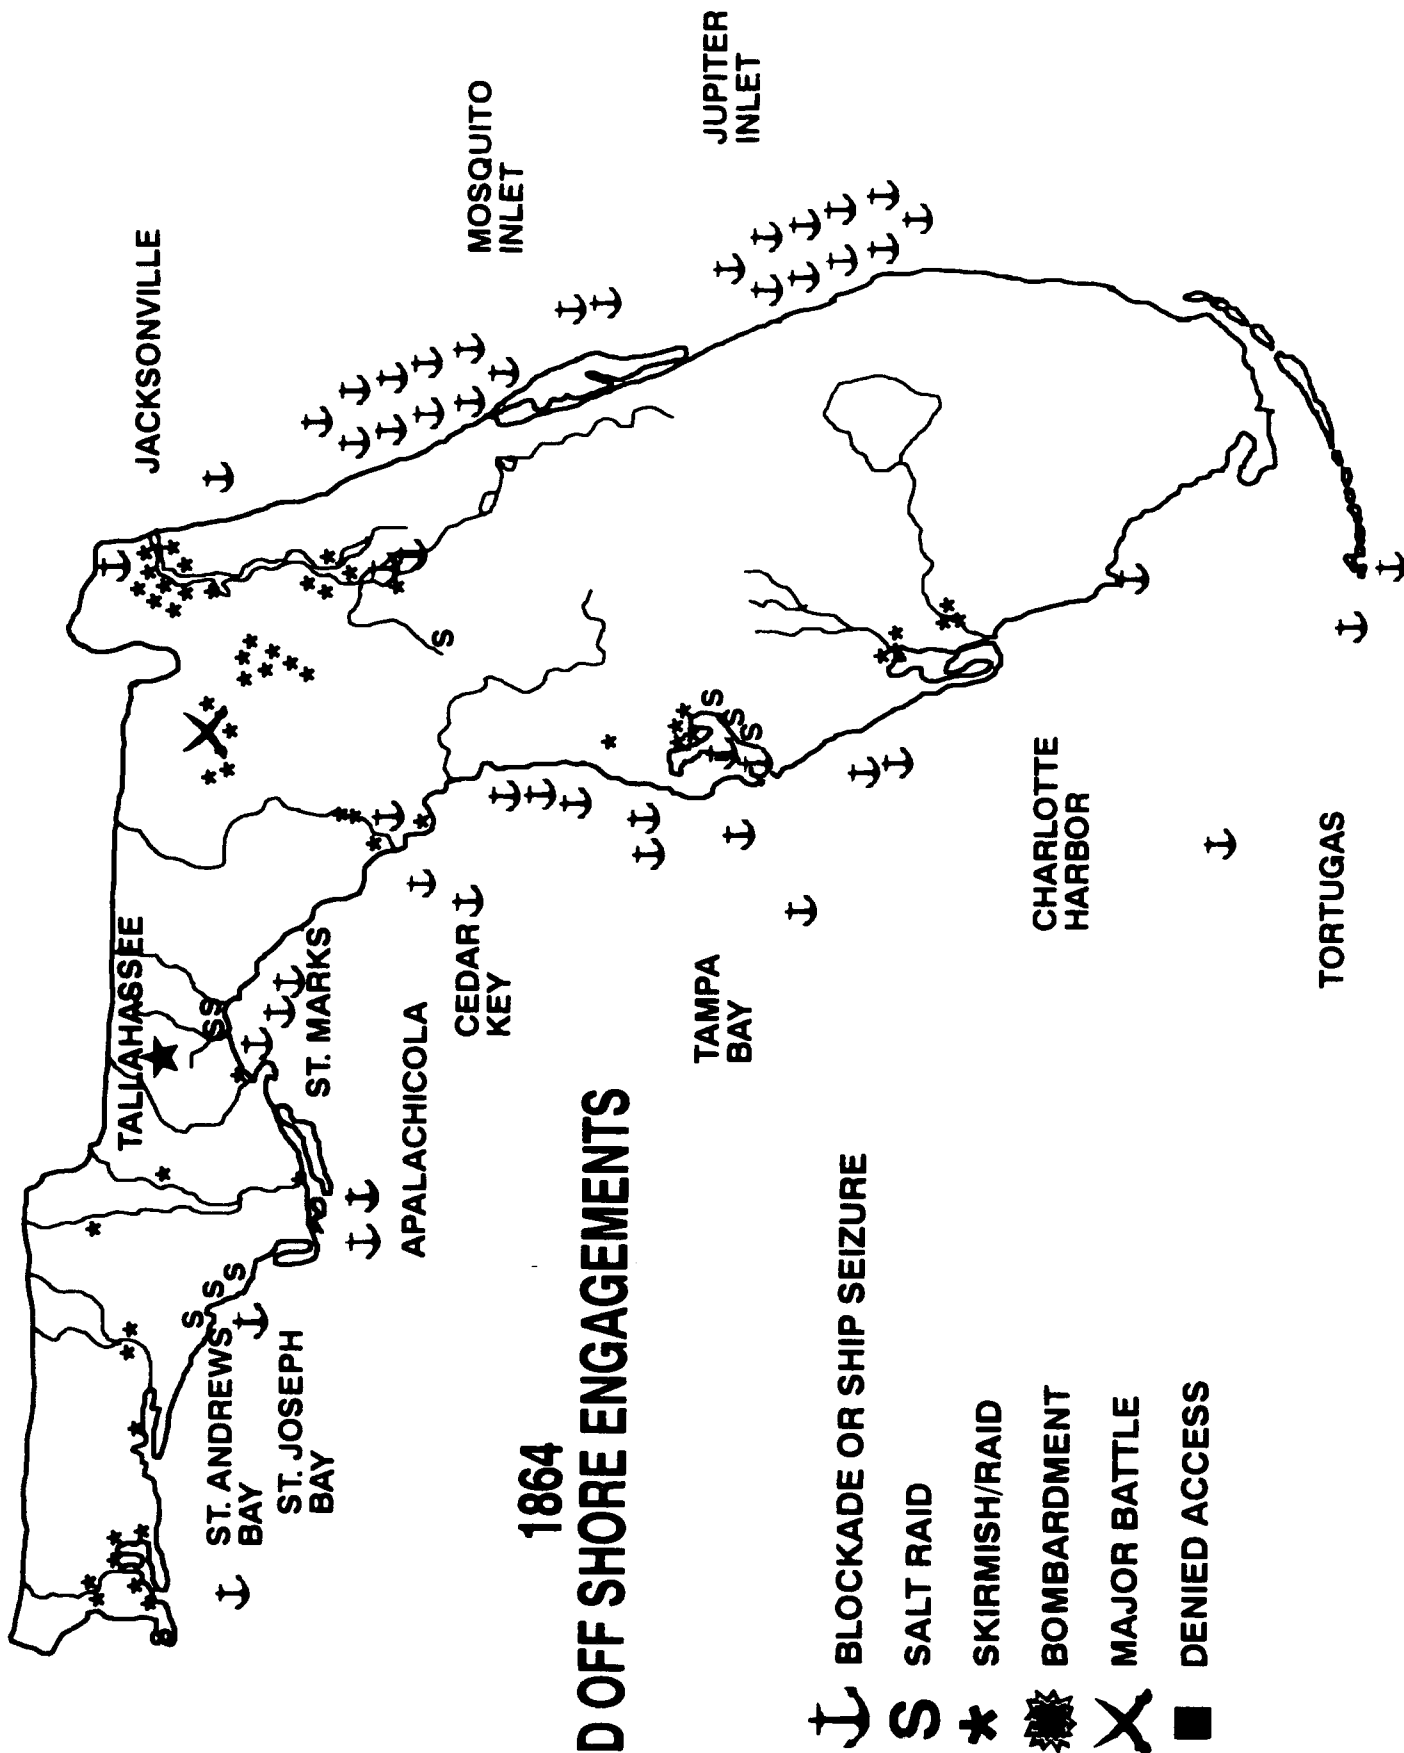 JACKSONVILLE
MOSQUITO
INLET
JUPITER
INLET
TALLAHASSEE
ST. MARKS
APALACHICOLA
CEDAR
KEY
TAMPA
BAY
CHARLOTTE
HARBOR
TORTUGAS
ST. ANDREWS
BAY
ST. JOSEPH
BAY
S
S
S
SS
S
S
S
S
S
1864
D OFF SHORE ENGAGEMENTS
BLOCKADE OR SHIP SEIZURE
S SALT RAID
* SKIRMISH/RAID
BOMBARDMENT
MAJOR BATTLE
DENIED ACCESS